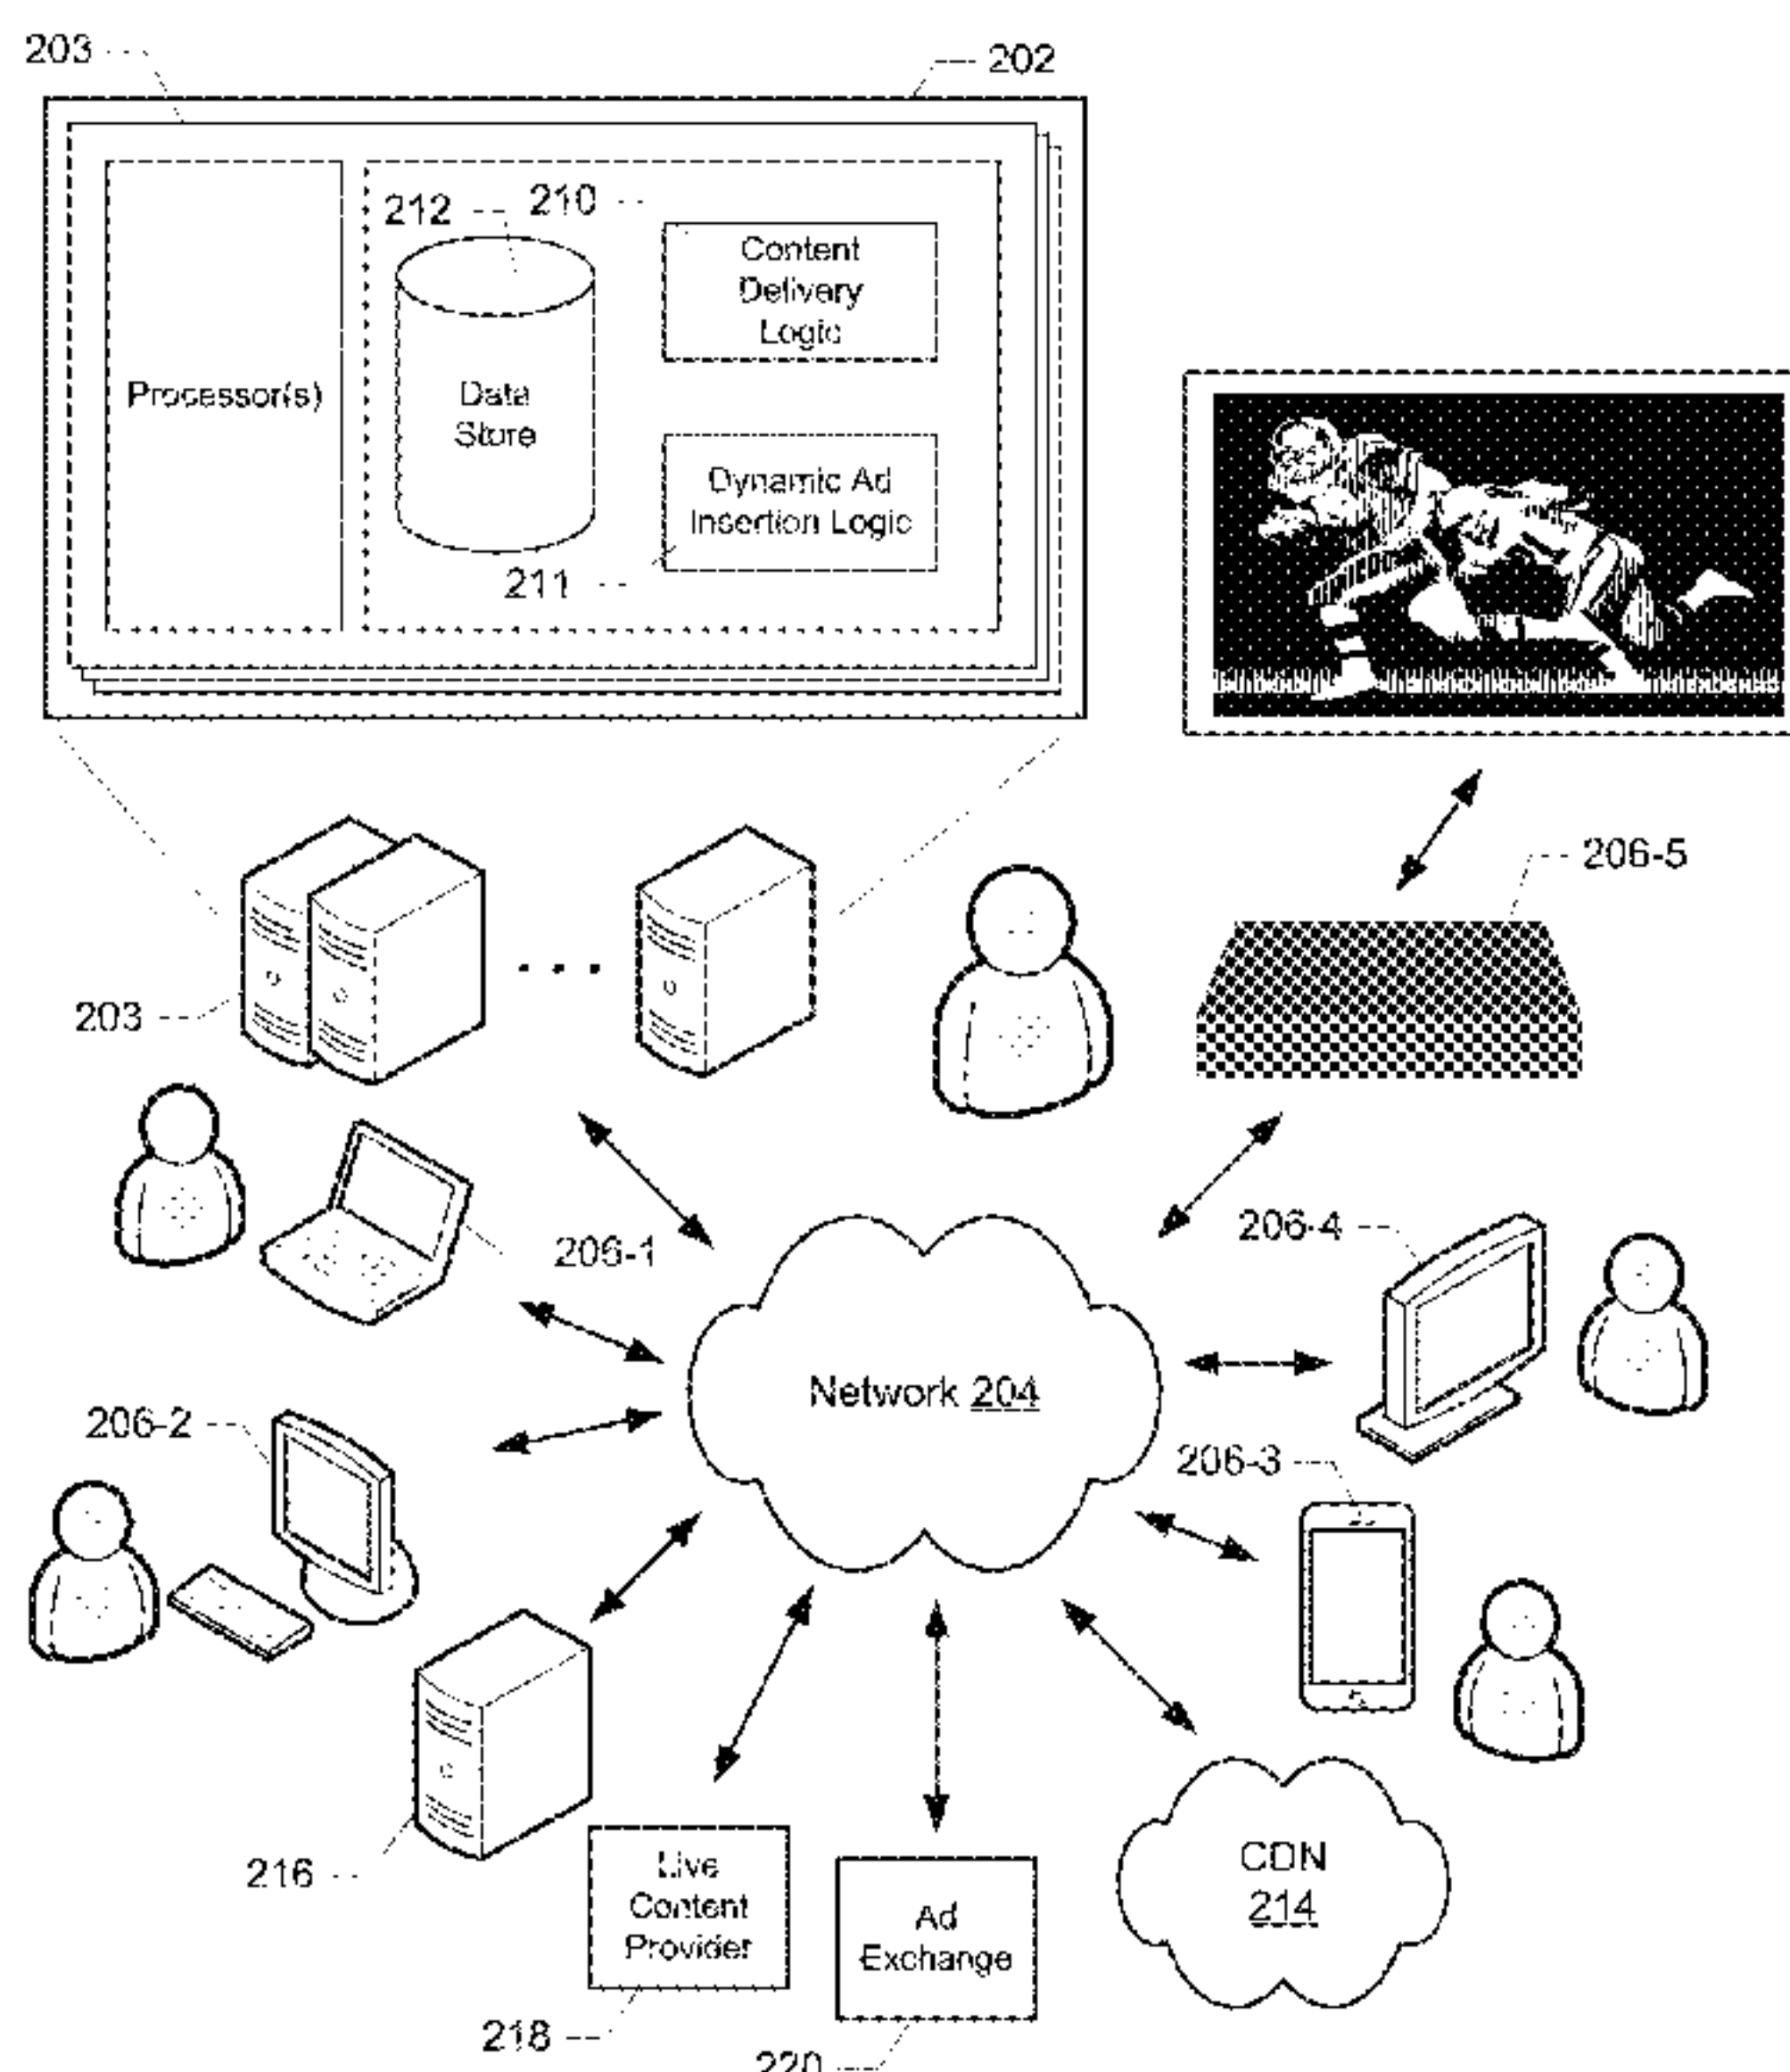 203
202
212
210
Content
Delivery
Logic
Processor(s)
Data
Store
Dynamic Ad
Insertion Logic
211
206-5
203
206-1
206-4
Network 204
206-2
206-3
216
Live
Content
Provider
Ad
Exchange
CDN
214
218
220